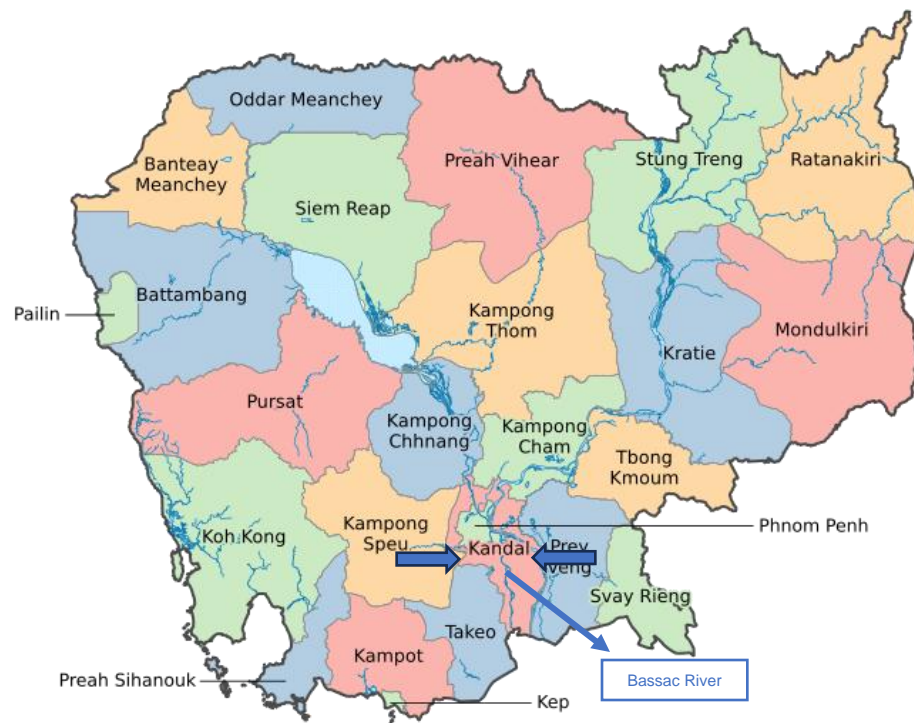 Oddar Meanchey
Banteay
Meanchey
Preah Vihear
Stung Treng
Ratanakiri
Siem Reap
Battambang
Pailin
Kampong
Thom
Kratie
Mondulkiri
Pursat
Kampong
Chhnang
Kampong
Cham
Tbong
Kmoum
Koh Kong
Kampong
Speu
Phnom Penh
Kandal
Prey
Veng
Svay Rieng
Takeo
Kampot
Preah Sihanouk
Kep
Bassac River